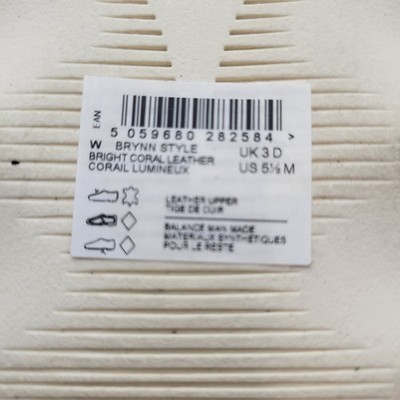 EAN
5 059680 282584 >
W BRYNN STYLE UK 3 D
BRIGHT CORAL LEATHER US 5½ M
CORAIL LUMINEUX
LEATHER UPPER
TIGE DE CUIR
BALANCE MAN MADE
MATERIAUX SYNTHETIQUES
POUR LE RESTE